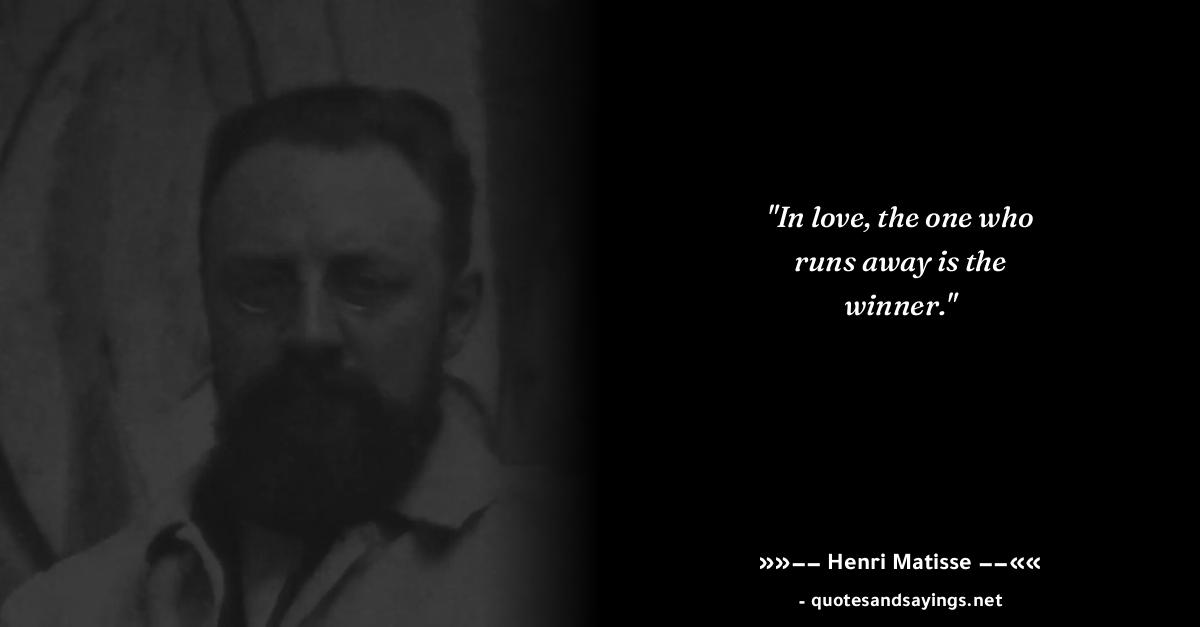 "In love, the one who
runs away is the
winner."
»»−− Henri Matisse −−««
- quotesandsayings.net